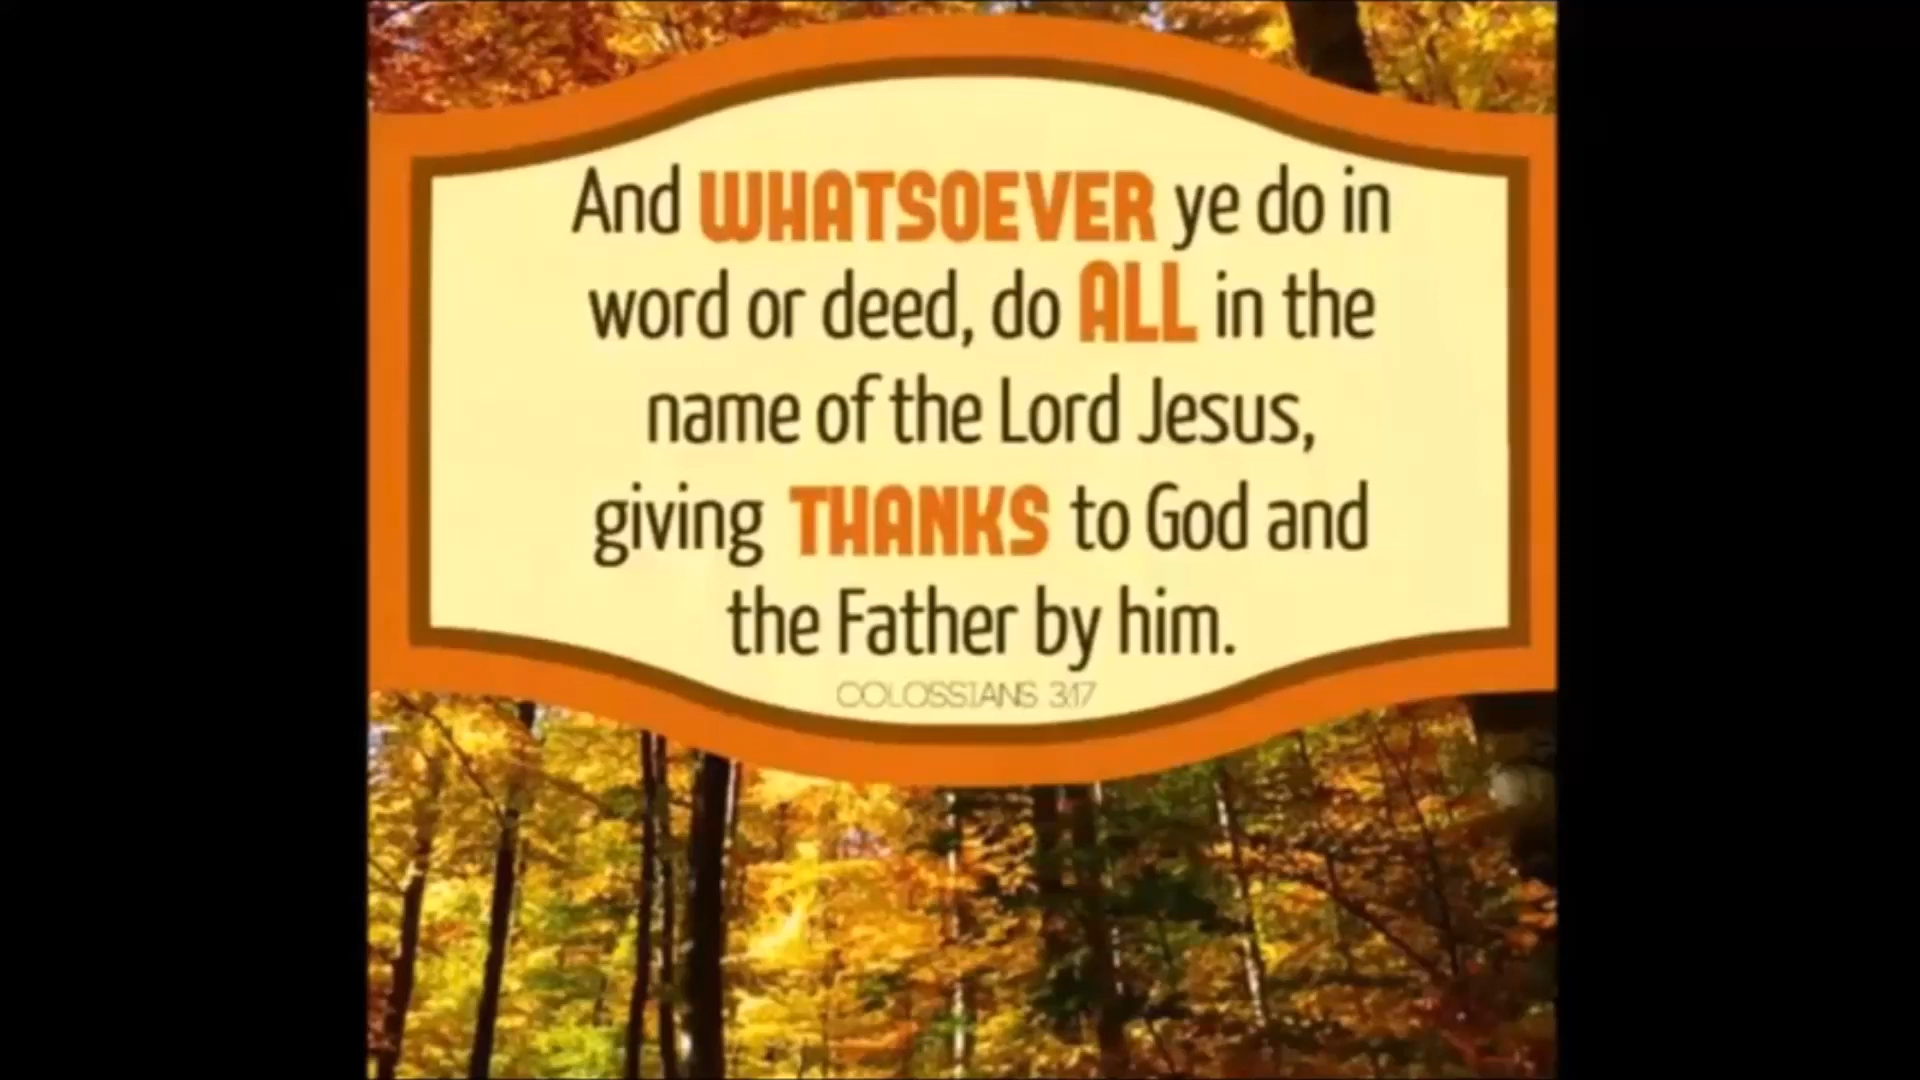 And WHATSOEVER ye do in
word or deed, do ALL in the
name of the Lord Jesus,
giving THANKS to God and
the Father by him.
COLOSSIANS 3:17